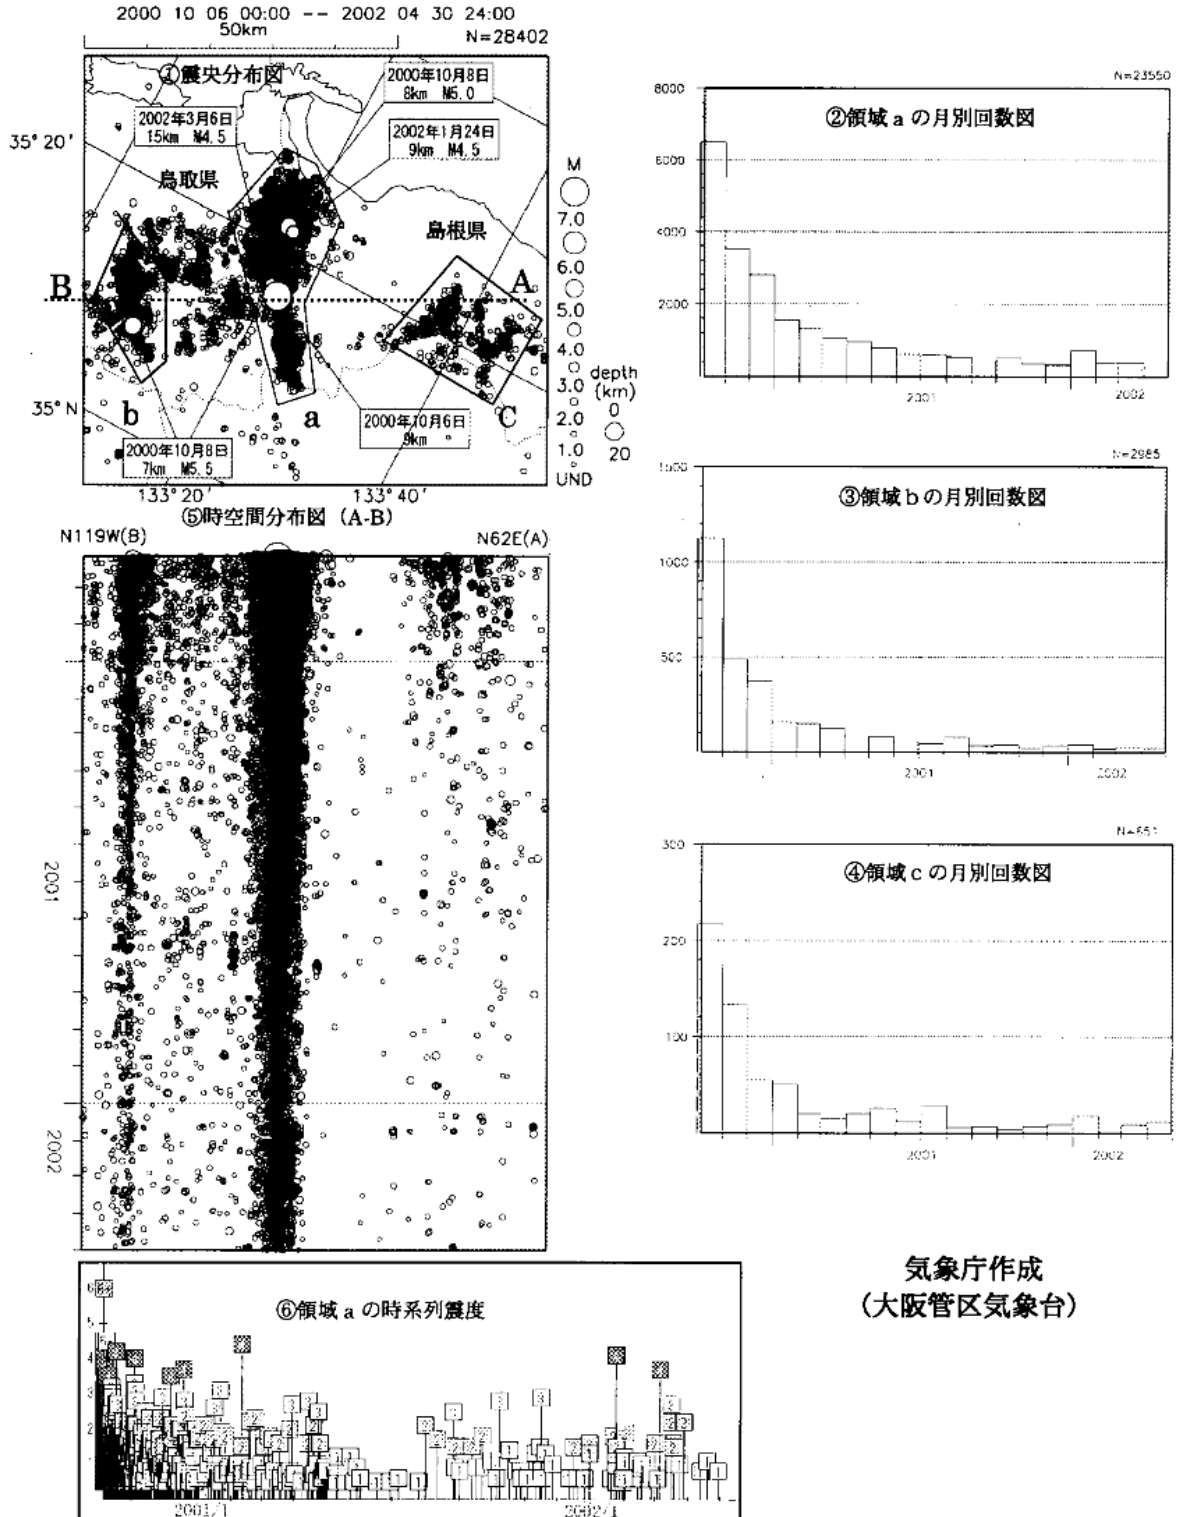 2000 10 06 00:00 -- 2002 04 30 24:00
50km
N=28402
①震央分布図
2000年10月8日
8km M5.0
2002年3月6日
15km M4.5
2002年1月24日
9km M4.5
35°20′
鳥取県
島根県
B
A
35°N
b
a
C
2000年10月6日
9km
2000年10月8日
7km M5.5
133°20′
133°40′
M
7.0
6.0
5.0
4.0
3.0
2.0
1.0
UND
depth
(km)
0
20
N=23550
②領域aの月別回数図
8000
6000
4000
2000
2001
2002
N=2985
③領域bの月別回数図
1500
1000
500
2001
2002
N=651
④領域cの月別回数図
300
200
100
2001
2002
⑤時空間分布図 (A-B)
N119W(B)
N62E(A)
2001
2002
⑥領域aの時系列震度
6
5
4
3
2
2001/1
2002/1
気象庁作成
(大阪管区気象台)